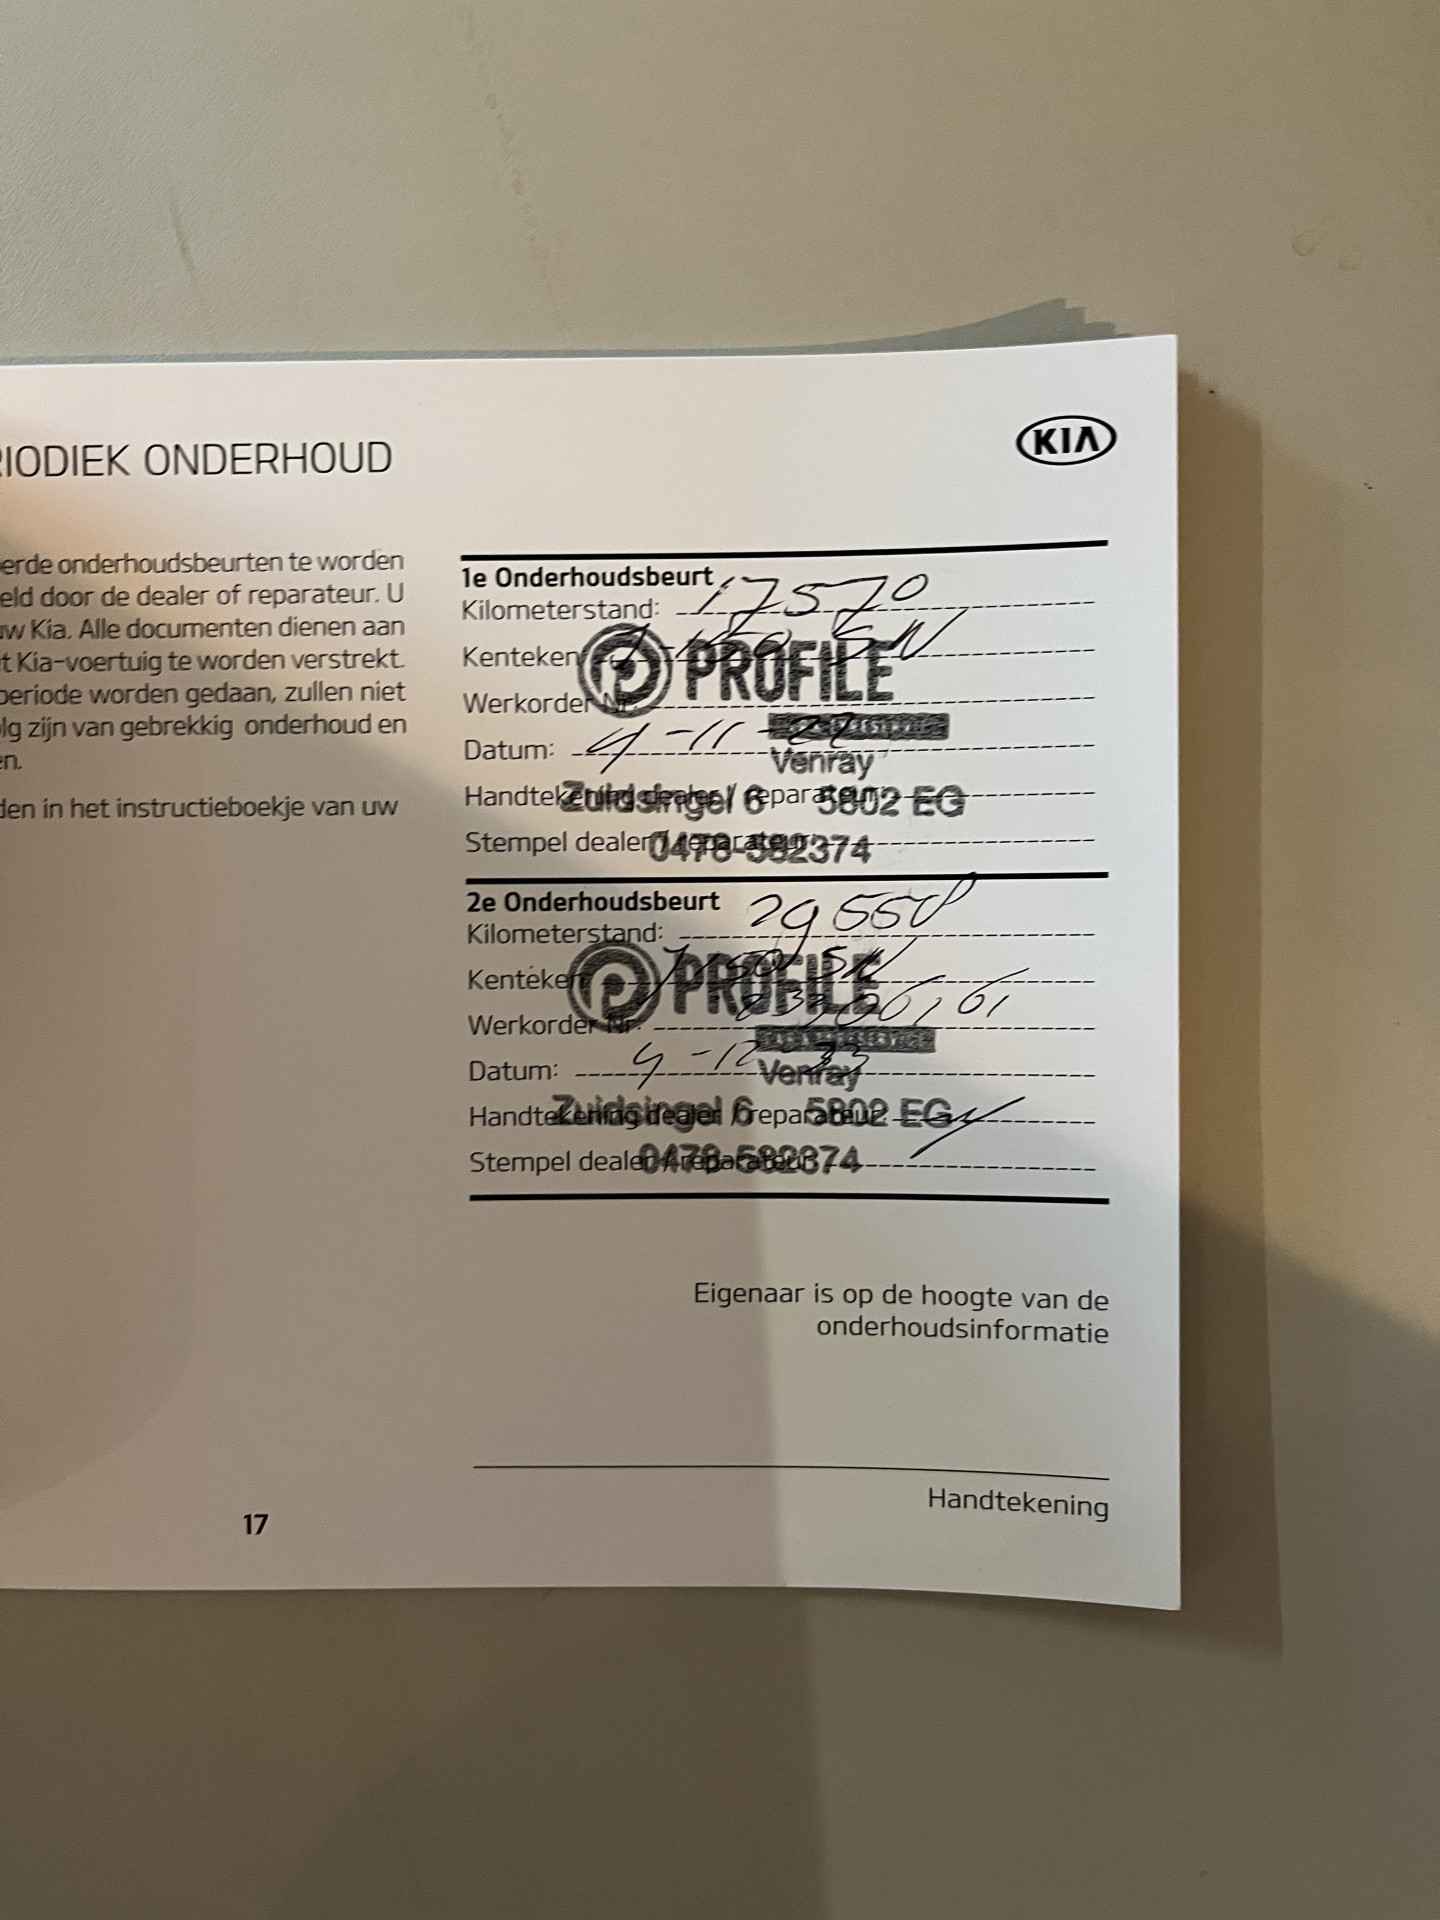 RIODIEK ONDERHOUD
KIA
erde onderhoudsbeurten te worden
eld door de dealer of reparateur. U
uw Kia. Alle documenten dienen aan
t Kia-voertuig te worden verstrekt.
periode worden gedaan, zullen niet
lg zijn van gebrekkig onderhoud en
en.
den in het instructieboekje van uw
17
1e Onderhoudsbeurt
Kilometerstand: 17570
Kenteken
PROFILE
Werkorder Nr.
Datum: 4-11-22
Venray
Handtekening dealer / reparateur:
Zuidsingel 6 5802 EG
Stempel dealer / reparateur:
0478-582374
2e Onderhoudsbeurt
Kilometerstand: 29550
Kenteken
PROFILE
Werkorder Nr.
Datum: 4-12-23
Venray
Handtekening dealer / reparateur:
Zuidsingel 6 5802 EG
Stempel dealer / reparateur:
0478-582374
Eigenaar is op de hoogte van de
onderhoudsinformatie
Handtekening